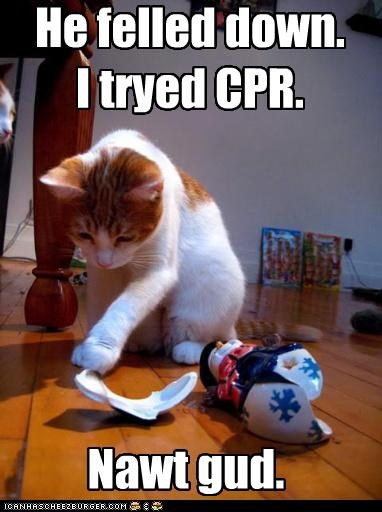 He felled down.
I tryed CPR.
Nawt gud.
ICANHASCHEEZBURGER.COM